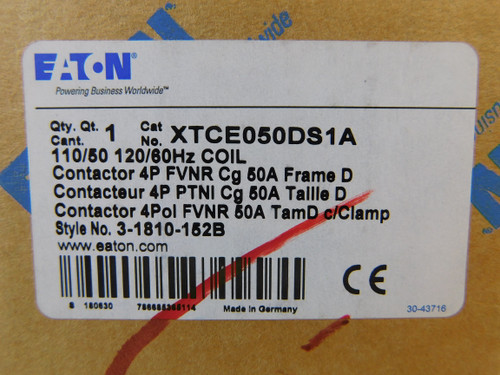 EATON
Powering Business Worldwide™
Qty. Qt. 1 Cat XTCE050DS1A
Cant. No.
110/50 120/60Hz COIL
Contactor 4P FVNR Cg 50A Frame D
Contacteur 4P PTNI Cg 50A Taille D
Contactor 4Pol FVNR 50A TamD c/Clamp
Style No. 3-1810-152B
www.eaton.com
CE
S 180630 Made in Germany
30-43716